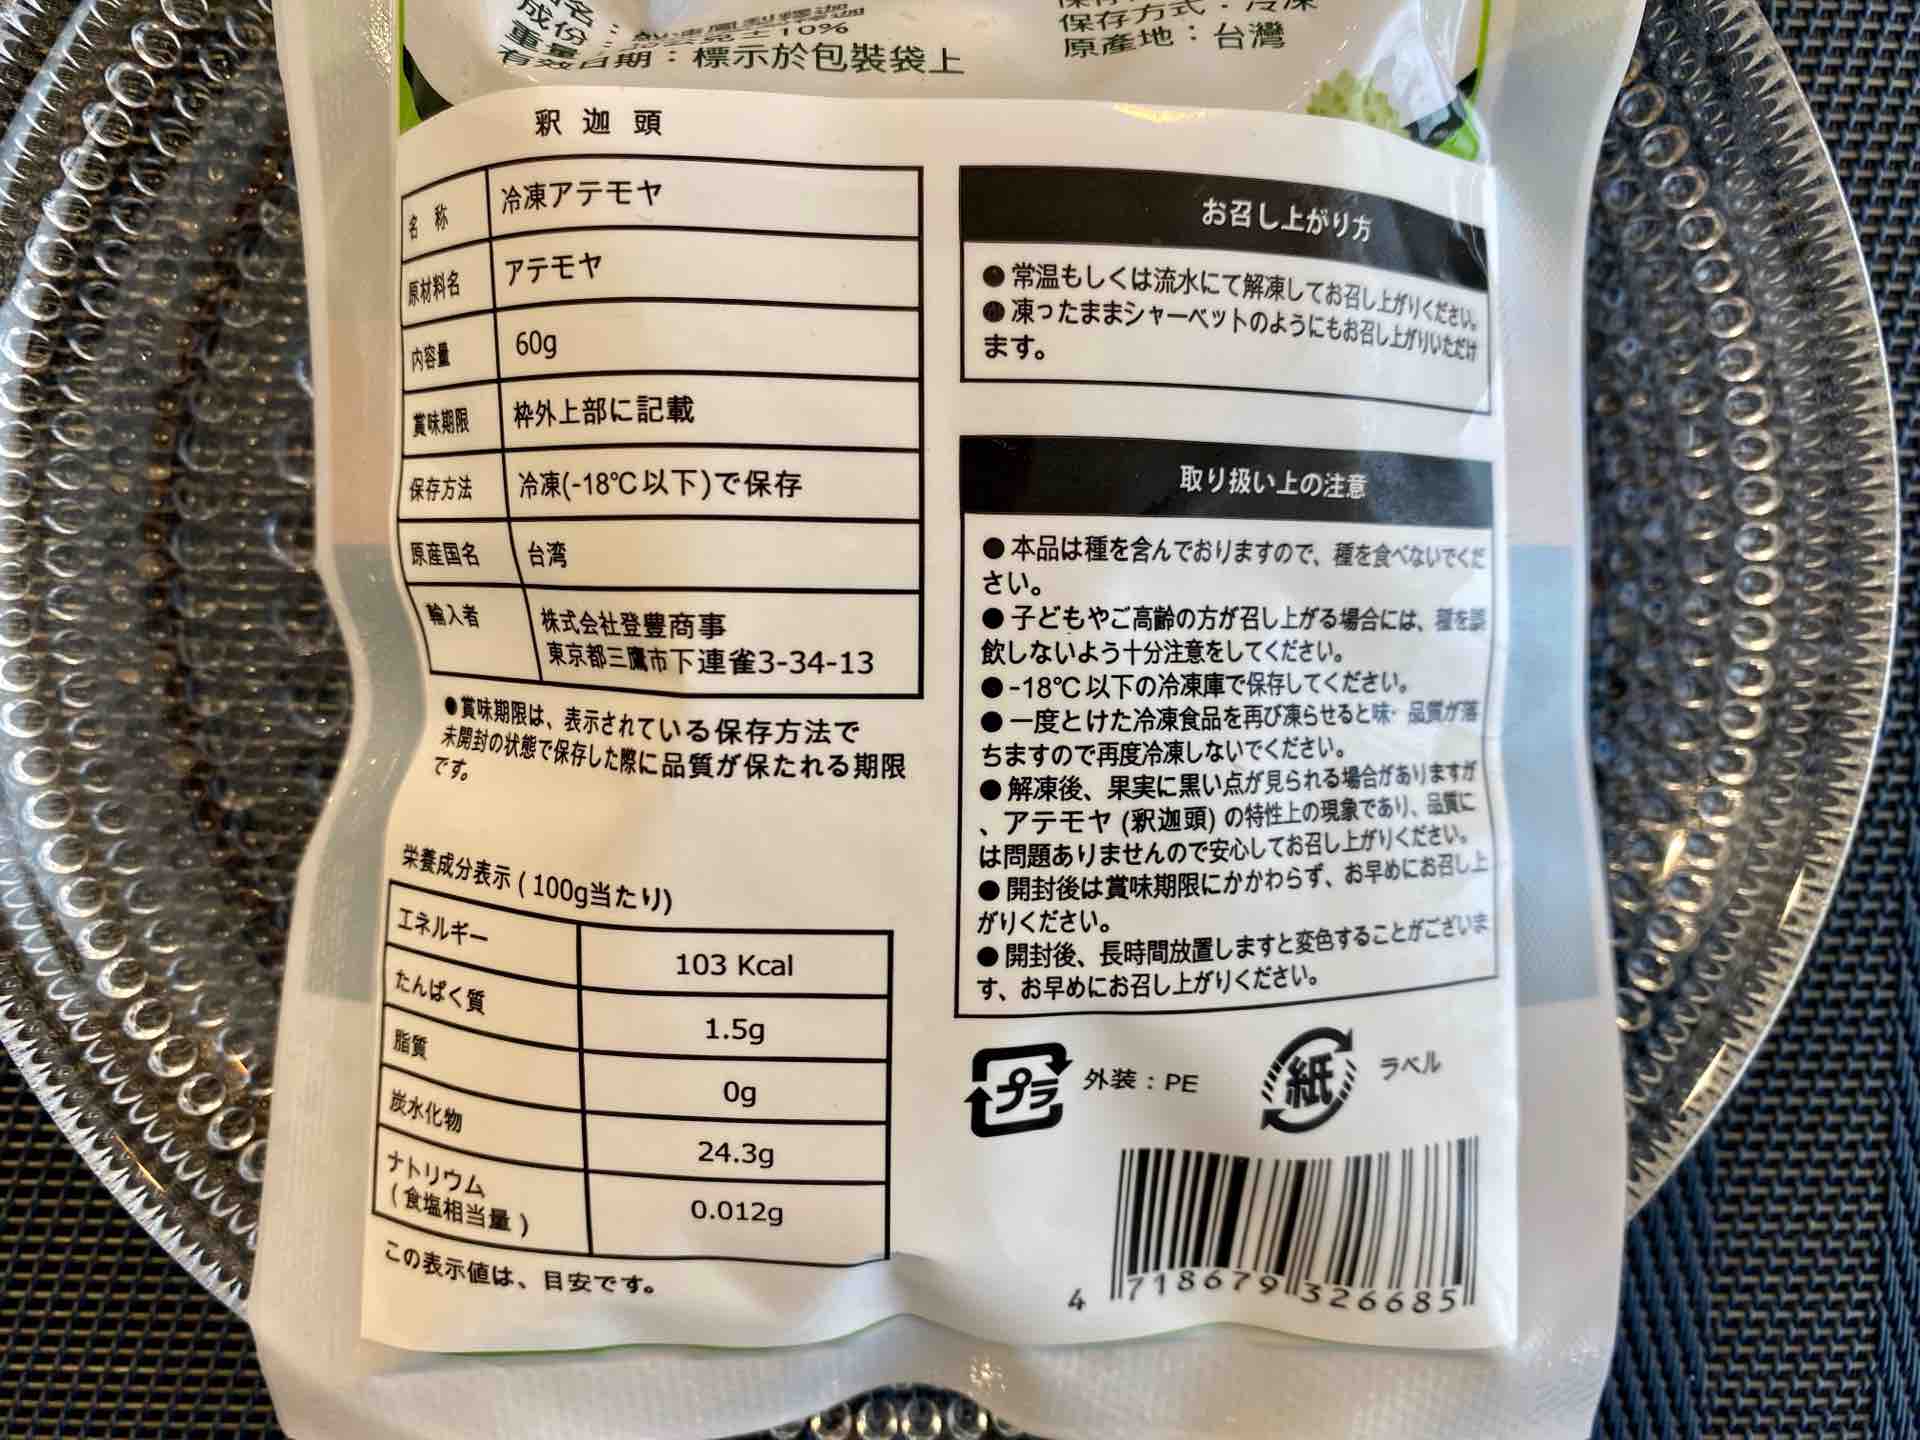 成份：
重量：
有效日期：標示於包裝袋上
保存方式：冷凍
原產地：台灣
釈迦頭
名称 冷凍アテモヤ
原材料名 アテモヤ
内容量 60g
賞味期限 枠外上部に記載
保存方法 冷凍(-18℃以下)で保存
原産国名 台湾
輸入者 株式会社登豊商事
東京都三鷹市下連雀3-34-13
●賞味期限は、表示されている保存方法で
未開封の状態で保存した際に品質が保たれる期限
です。
栄養成分表示 ( 100g当たり)
エネルギー 103 Kcal
たんぱく質 1.5g
脂質 0g
炭水化物 24.3g
ナトリウム
( 食塩相当量 ) 0.012g
この表示値は、目安です。
お召し上がり方
●常温もしくは流水にて解凍してお召し上がりください。
●凍ったままシャーベットのようにもお召し上がりいただけ
ます。
取り扱い上の注意
●本品は種を含んでおりますので、種を食べないでくだ
さい。
●子どもやご高齢の方が召し上がる場合には、種を誤
飲しないよう十分注意をしてください。
●-18℃以下の冷凍庫で保存してください。
●一度とけた冷凍食品を再び凍らせると味・品質が落
ちますので再度冷凍しないでください。
●解凍後、果実に黒い点が見られる場合がありますが
、アテモヤ (釈迦頭) の特性上の現象であり、品質に
は問題ありませんので安心してお召し上がりください。
●開封後は賞味期限にかかわらず、お早めにお召し上
がりください。
●開封後、長時間放置しますと変色することがございま
す、お早めにお召し上がりください。
プラ 外装：PE 紙 ラベル
4 718679 326685